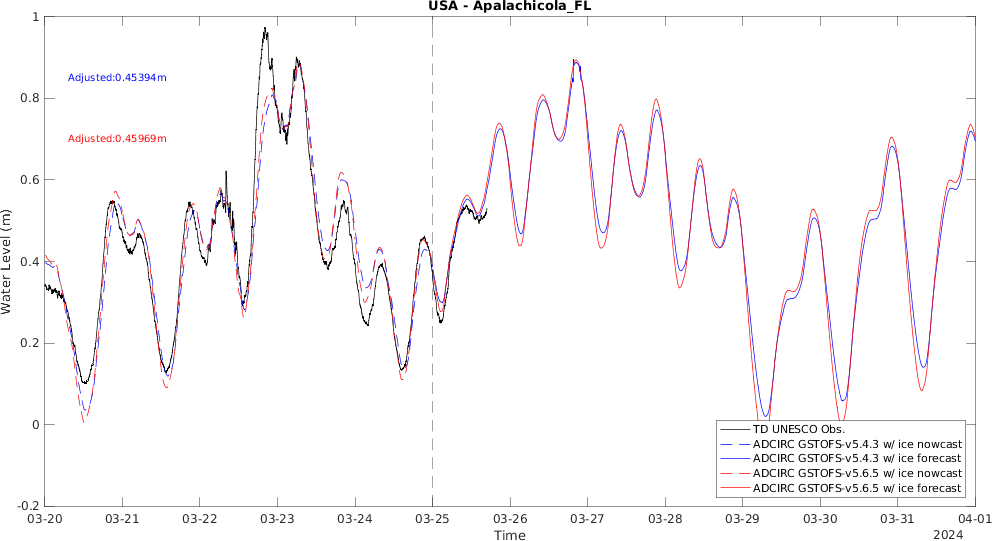 USA - Apalachicola_FL
1
Adjusted:0.45394m
0.8
Adjusted:0.45969m
0.6
0.4
0.2
0
-0.2
Water Level (m)
TD UNESCO Obs.
ADCIRC GSTOFS-v5.4.3 w/ ice nowcast
ADCIRC GSTOFS-v5.4.3 w/ ice forecast
ADCIRC GSTOFS-v5.6.5 w/ ice nowcast
ADCIRC GSTOFS-v5.6.5 w/ ice forecast
03-20 03-21 03-22 03-23 03-24 03-25 03-26 03-27 03-28 03-29 03-30 03-31 04-01
Time
2024